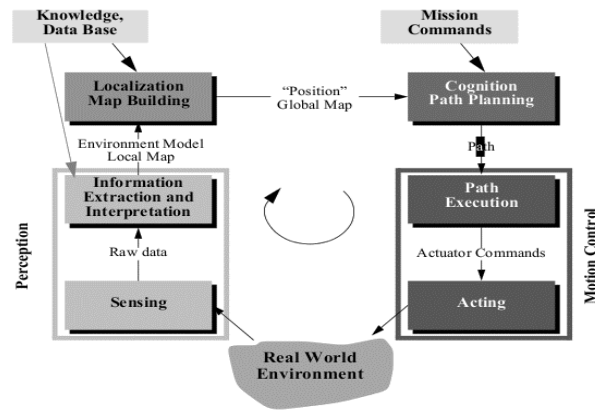 Knowledge,
Data Base
Mission
Commands
Localization
Map Building
"Position"
Global Map
Cognition
Path Planning
Environment Model
Local Map
Path
Information
Extraction and
Interpretation
Path
Execution
Perception
Raw data
Actuator Commands
Motion Control
Sensing
Acting
Real World
Environment